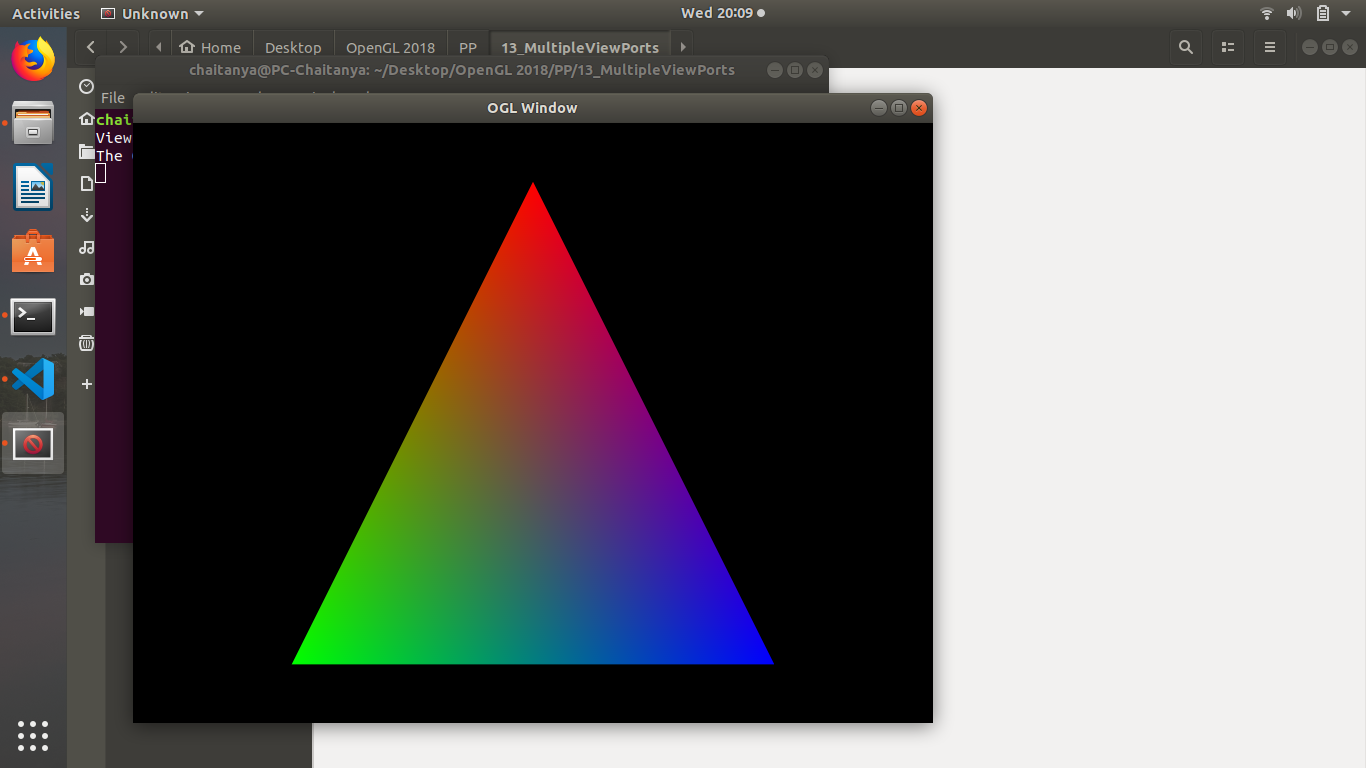 Activities Unknown Wed 20:09
Home Desktop OpenGL 2018 PP 13_MultipleViewPorts
chaitanya@PC-Chaitanya: ~/Desktop/OpenGL 2018/PP/13_MultipleViewPorts
File
OGL Window
chai
View
The